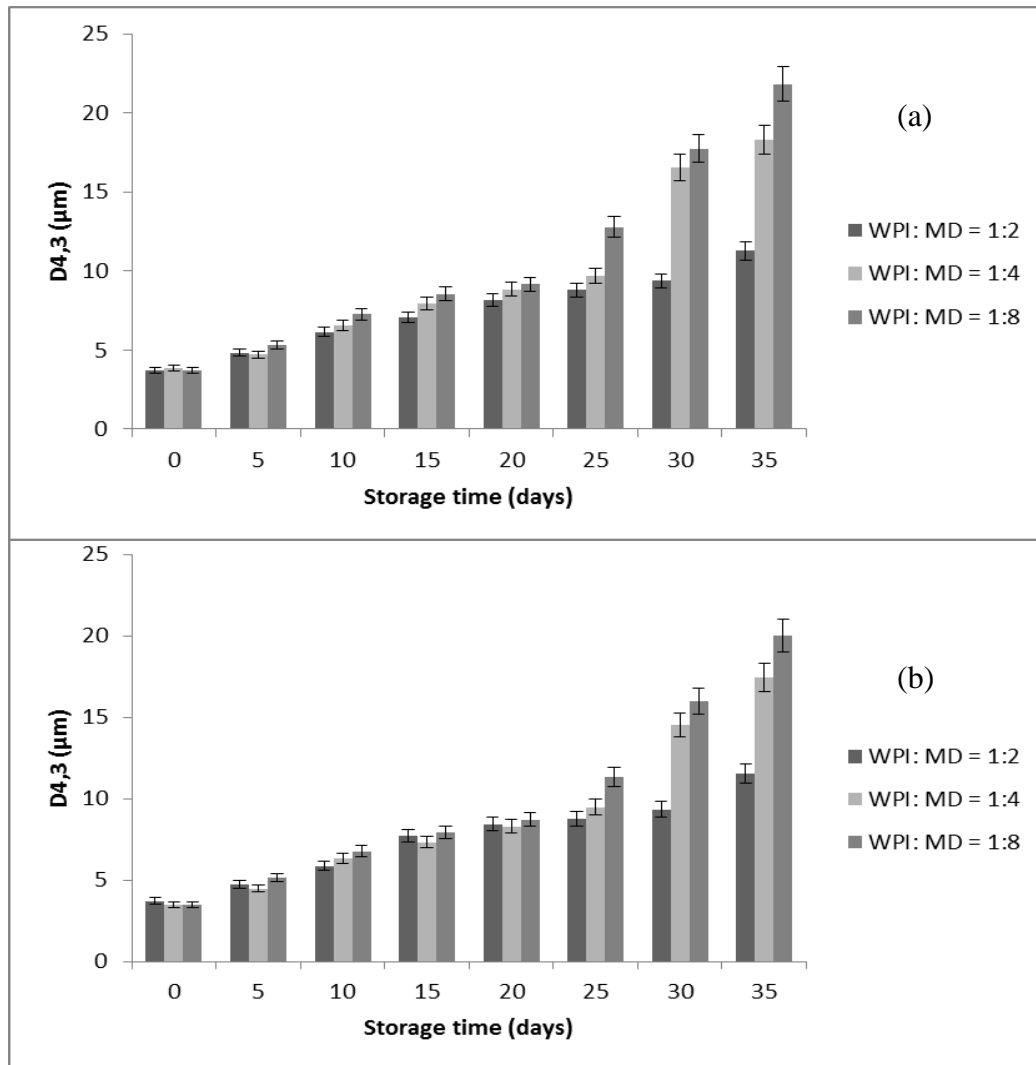 25
20
15
10
5
0
D4,3 (µm)
0 5 10 15 20 25 30 35
Storage time (days)
(a)
WPI: MD = 1:2
WPI: MD = 1:4
WPI: MD = 1:8
25
20
15
10
5
0
D4,3 (µm)
0 5 10 15 20 25 30 35
Storage time (days)
(b)
WPI: MD = 1:2
WPI: MD = 1:4
WPI: MD = 1:8